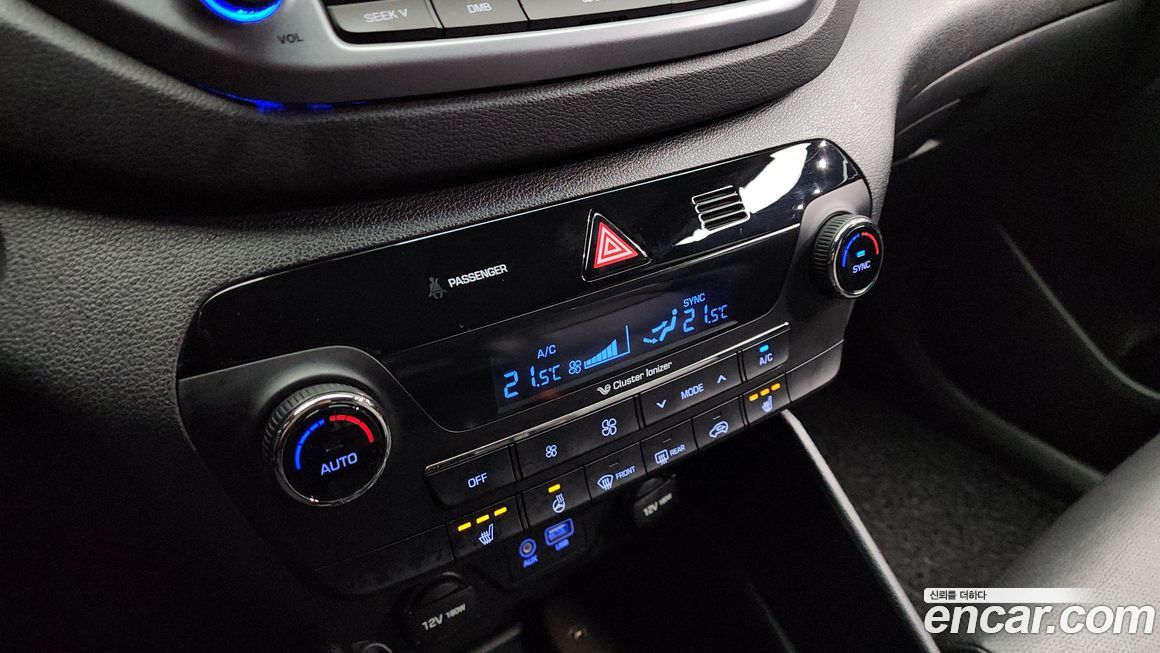 SEEK ∨
DMB
VOL
PASSENGER
SYNC
A/C
SYNC
21.5°C
21.5°C
Cluster Ionizer
A/C
MODE
AUTO
OFF
FRONT
REAR
12V 180W
AUX
USB
12V 180W
신뢰를 더하다
encar.com